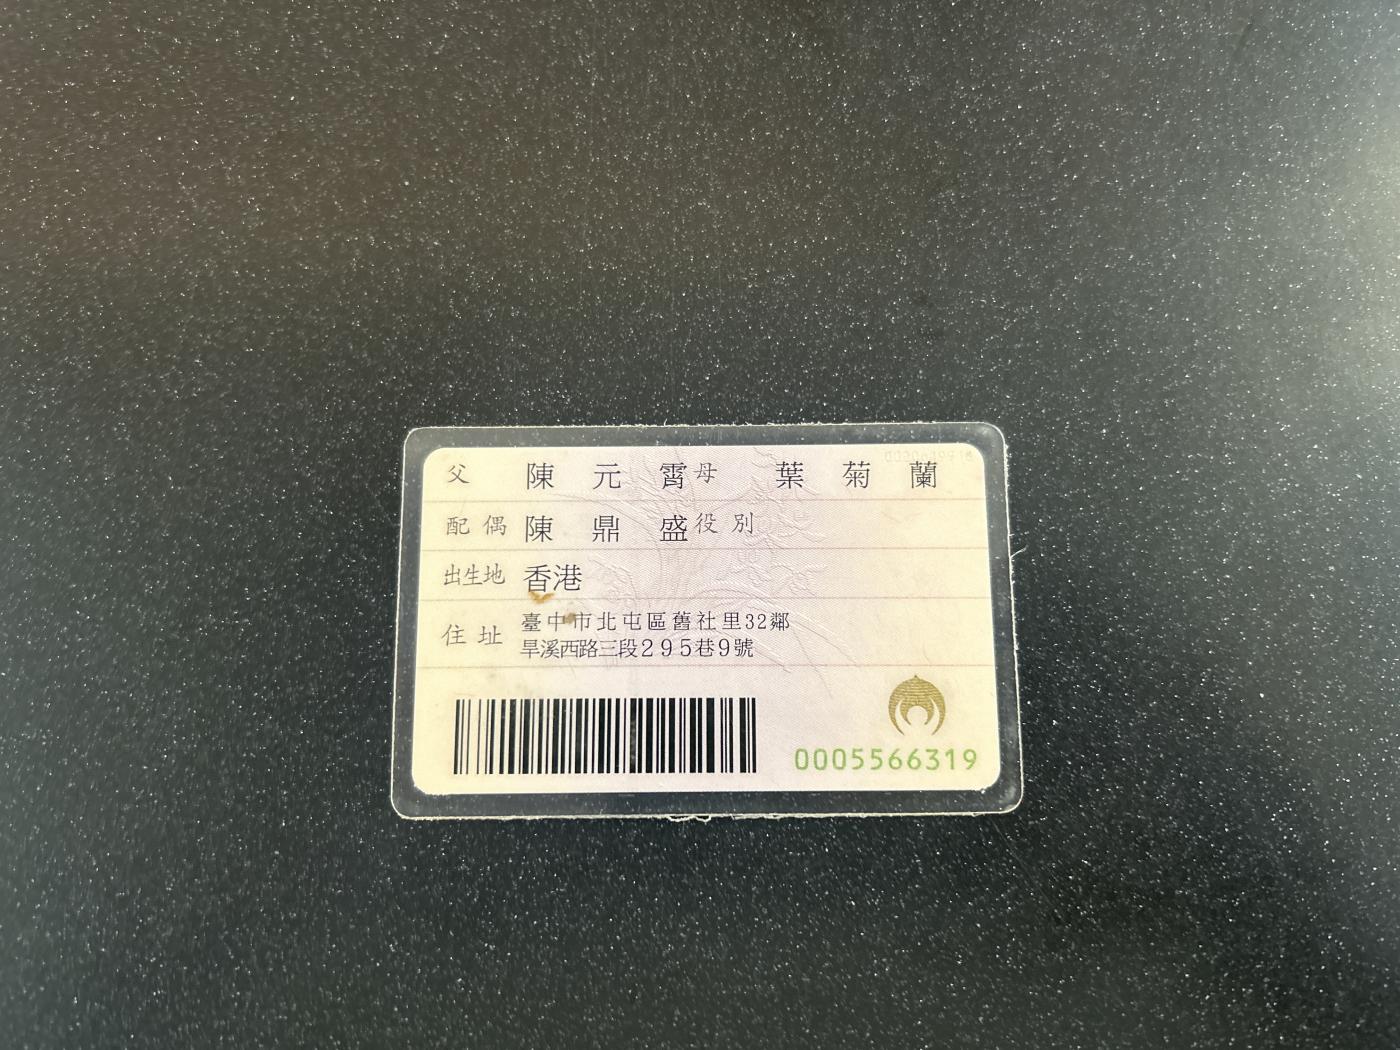 父 陳元霄 母 葉菊蘭
配偶 陳鼎盛 役別
出生地 香港
住址 臺中市北屯區舊社里32鄰
旱溪西路三段295巷9號
0005566319